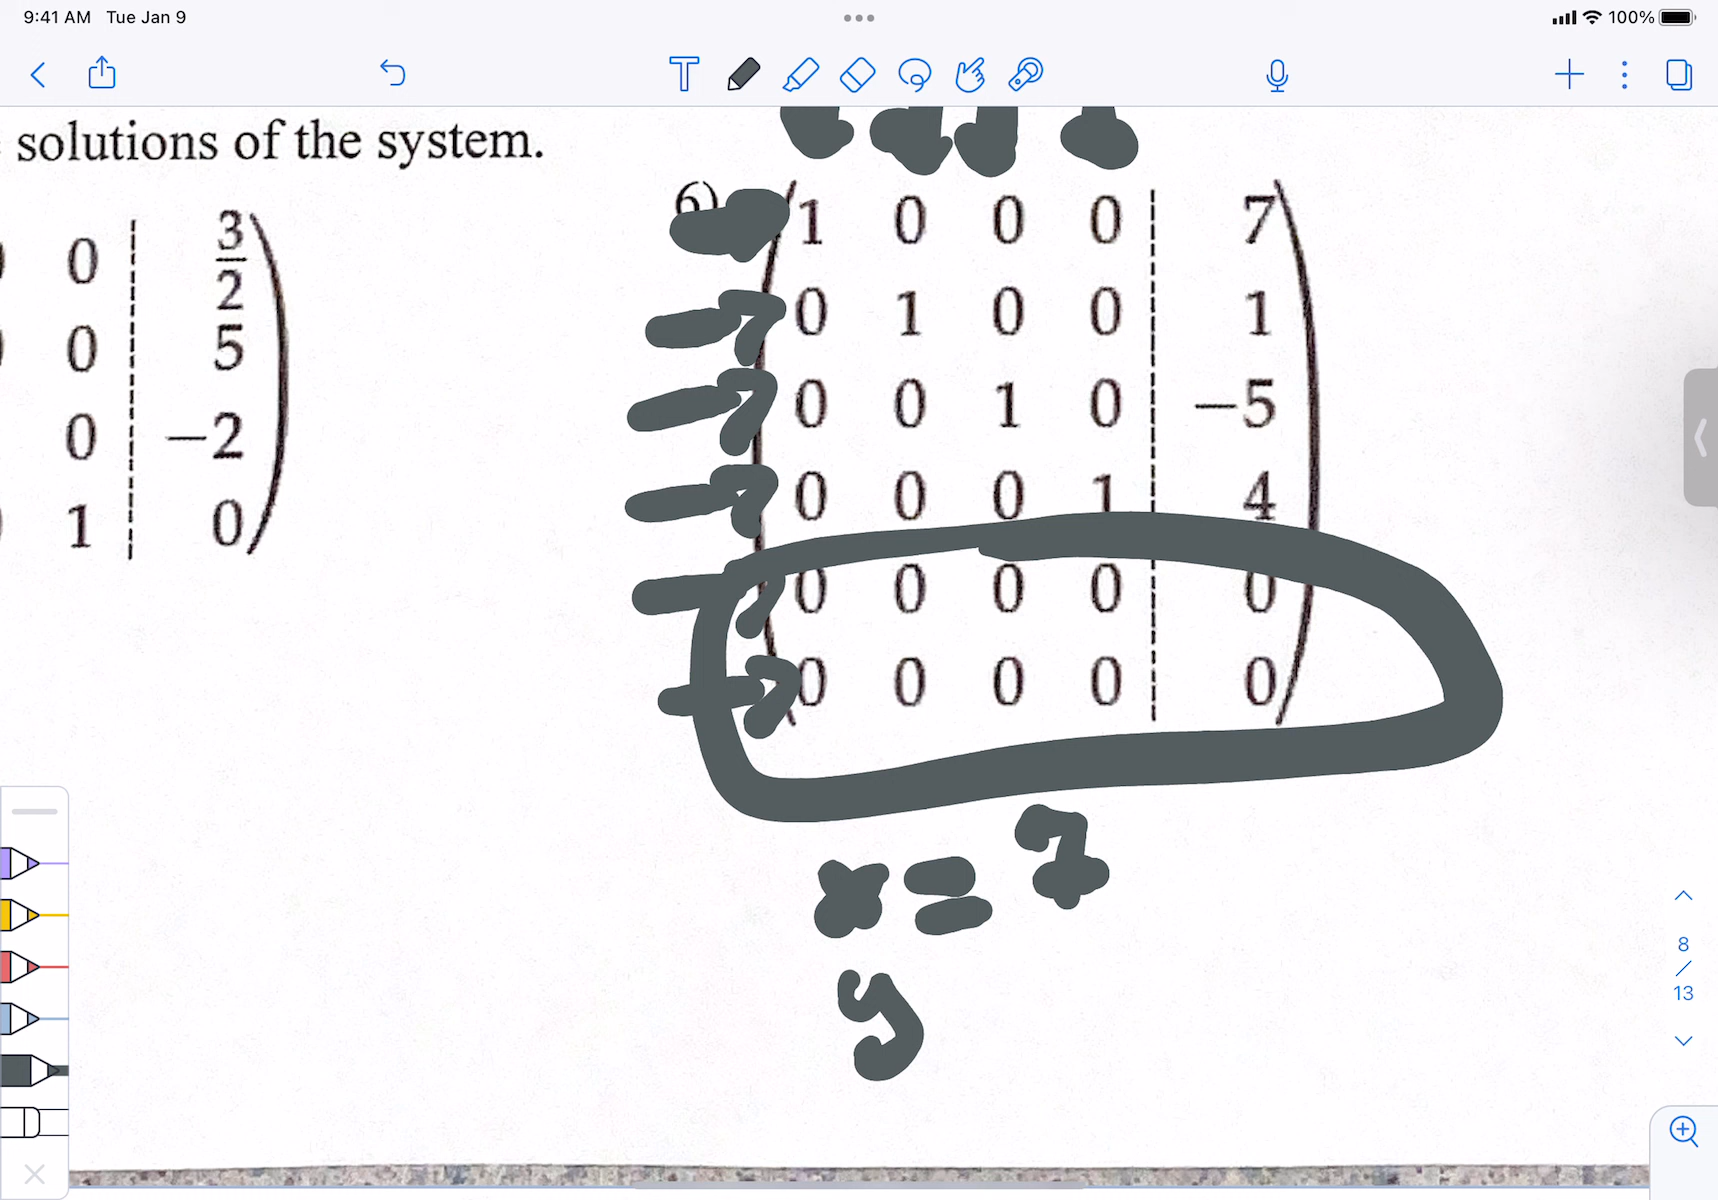 9:41 AM Tue Jan 9
100%
T
solutions of the system.
0 3/2
0 5
0 −2
1 0
6)
1 0 0 0 7
0 1 0 0 1
0 0 1 0 −5
0 0 0 1 4
0 0 0 0 0
0 0 0 0 0
x = 7
y
8
/
13